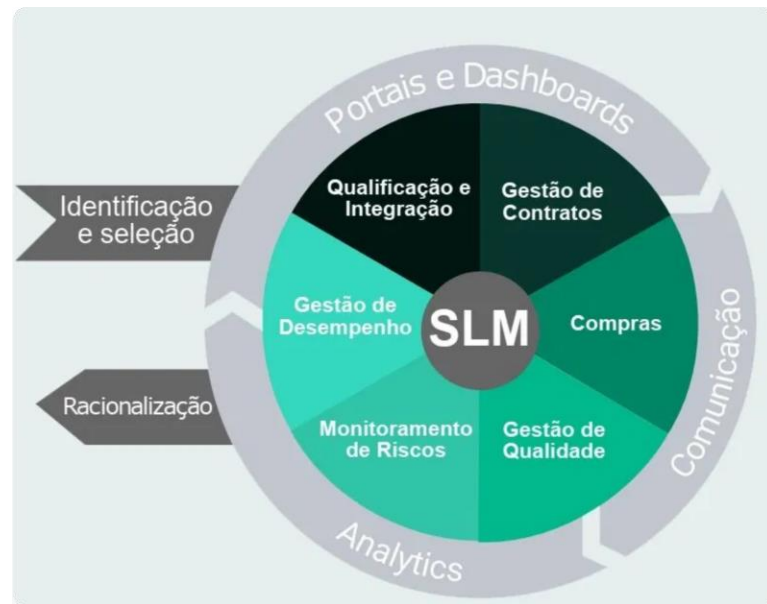 Portais e Dashboards
Qualificação e
Integração
Gestão de
Contratos
Identificação
e seleção
Gestão de
Desempenho
SLM
Compras
Comunicação
Racionalização
Monitoramento
de Riscos
Gestão de
Qualidade
Analytics